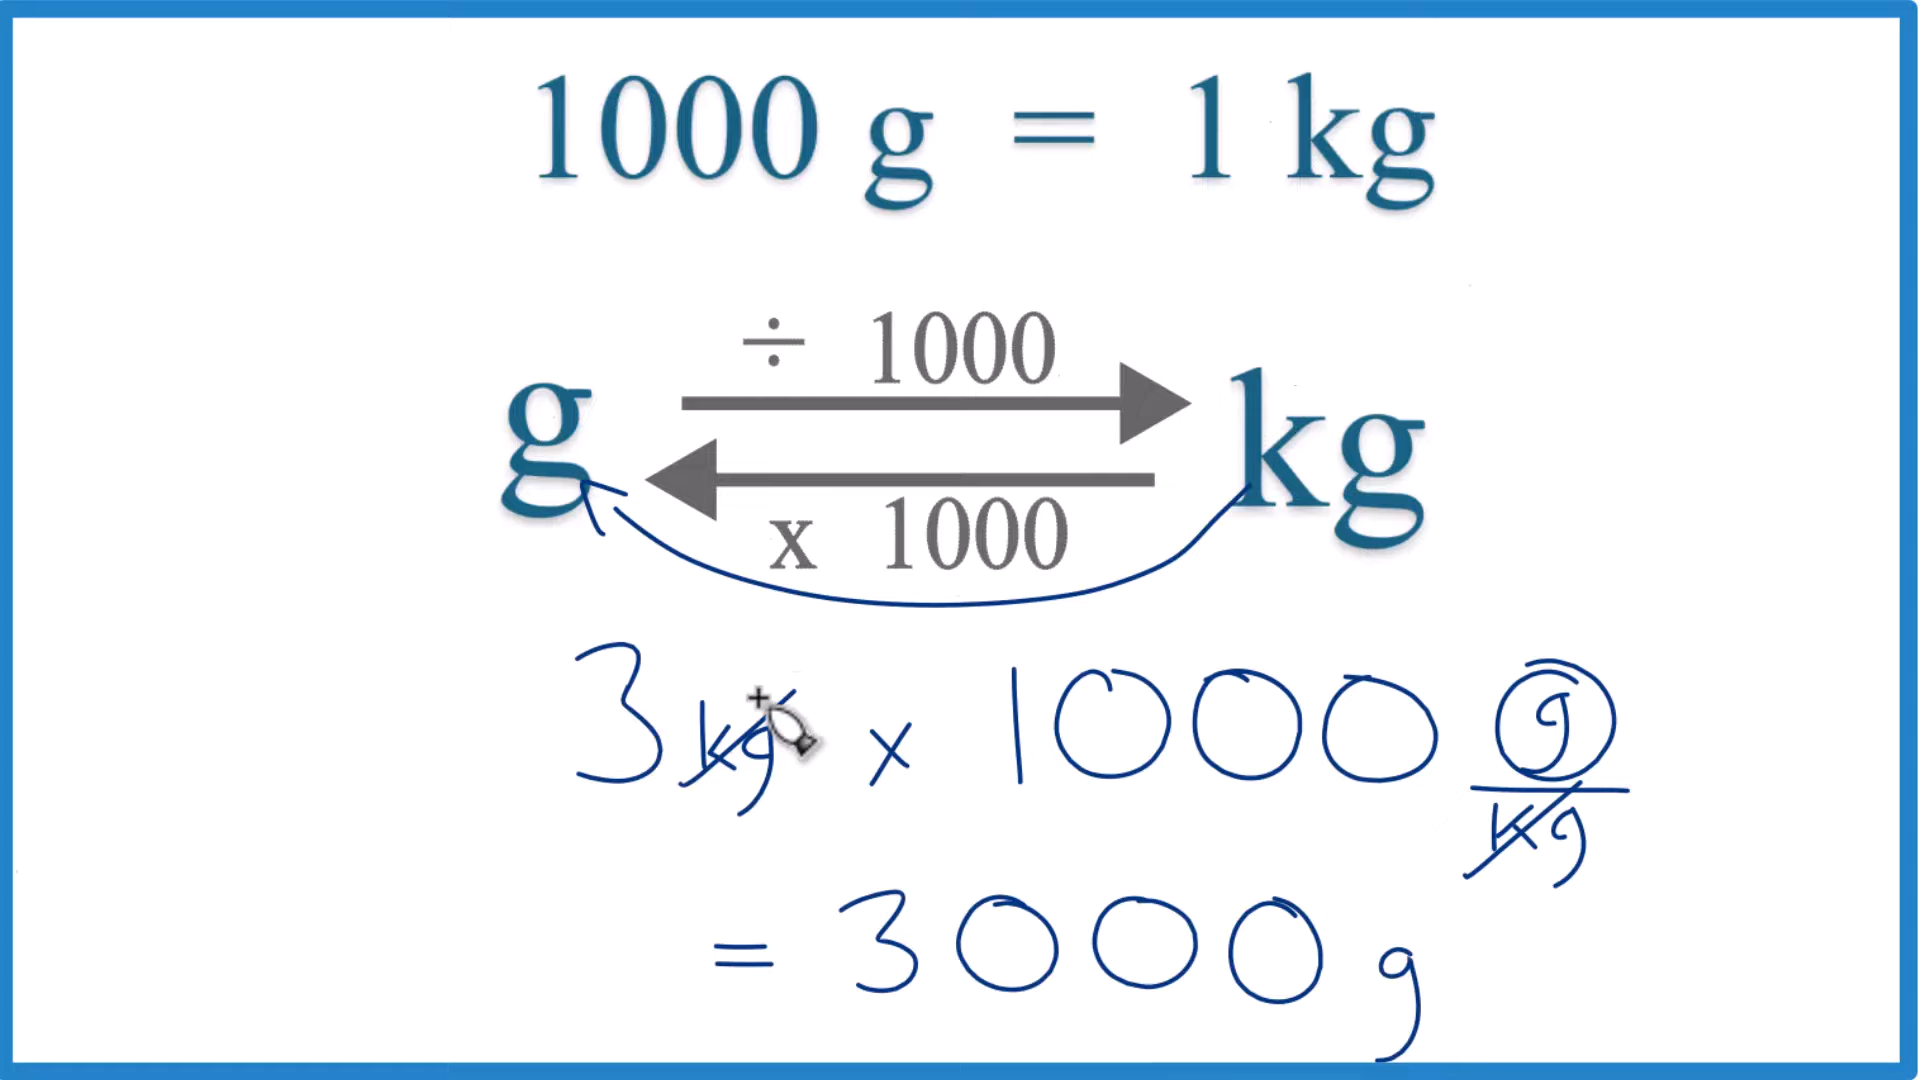 1000 g = 1 kg
÷ 1000
g kg
x 1000
3 kg x 1000 g
kg
= 3000 g